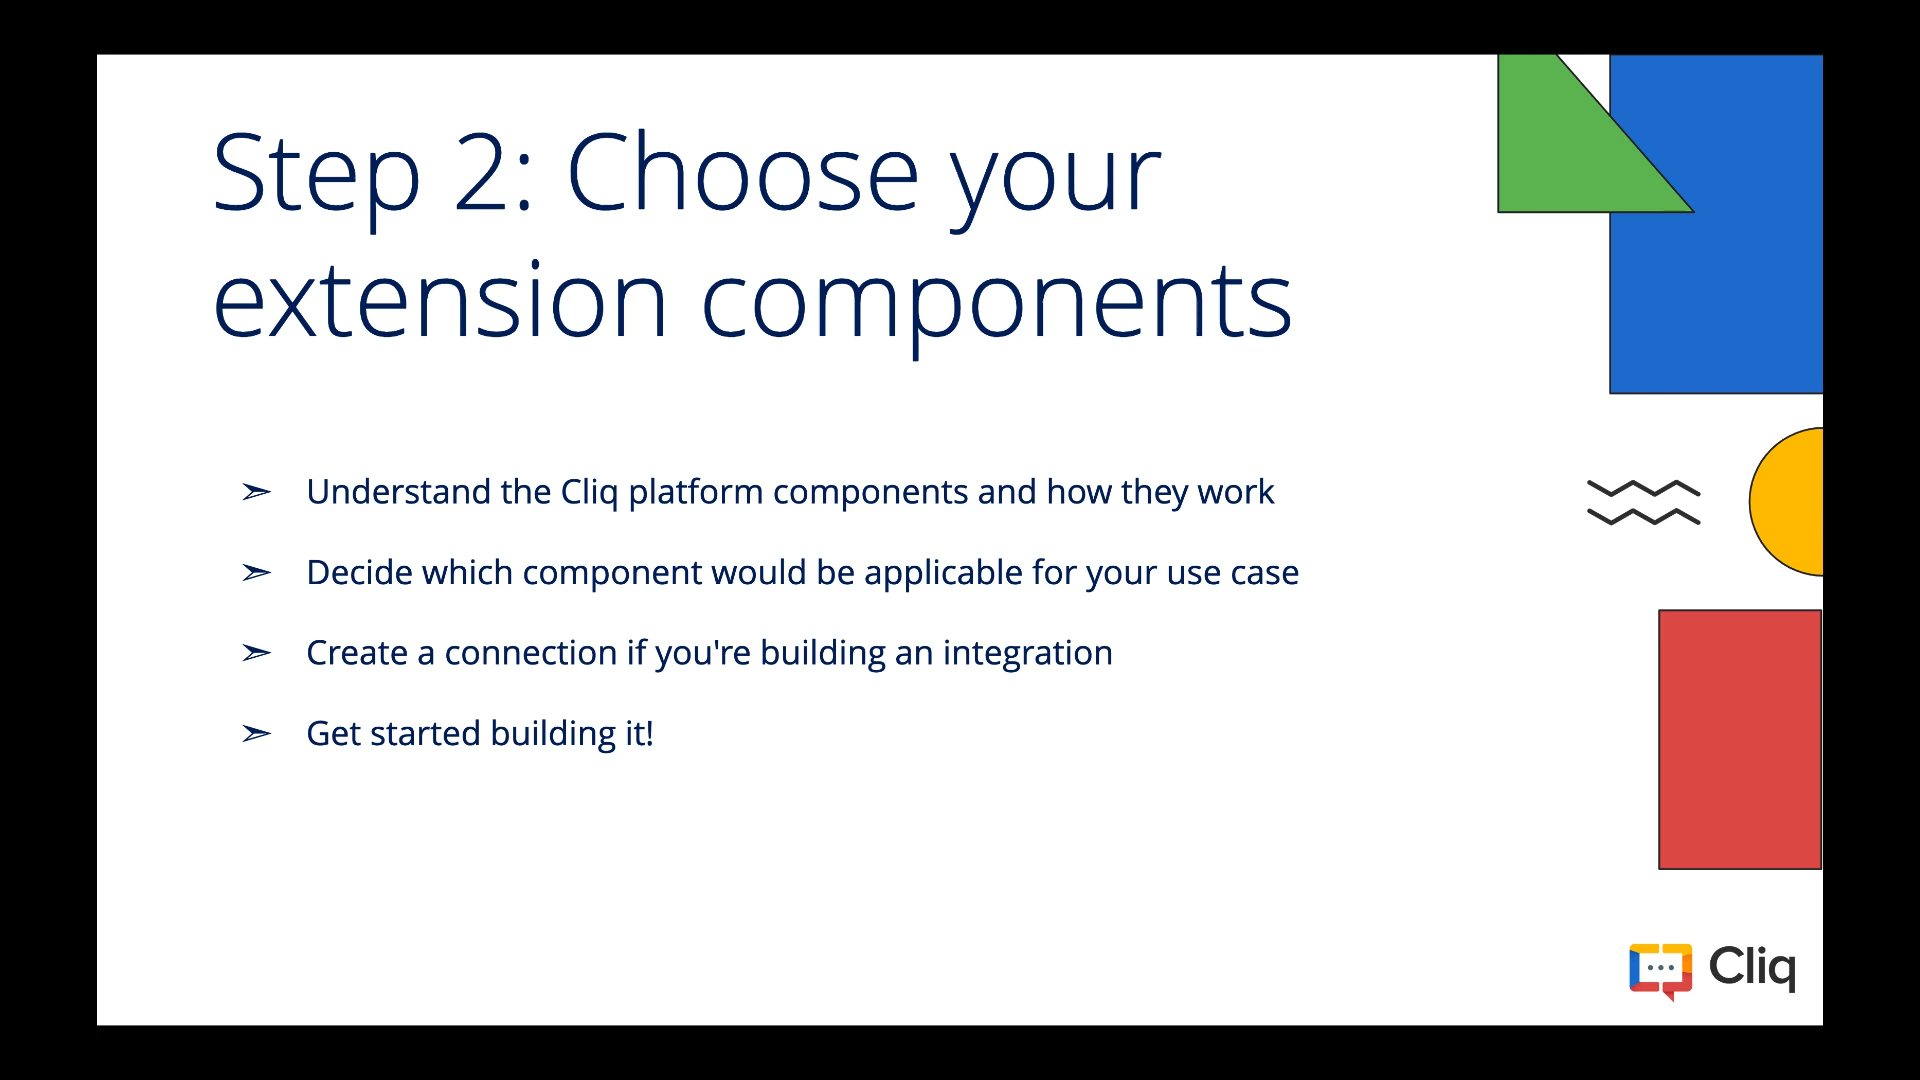 Step 2: Choose your
extension components
➢ Understand the Cliq platform components and how they work
➢ Decide which component would be applicable for your use case
➢ Create a connection if you're building an integration
➢ Get started building it!
Cliq